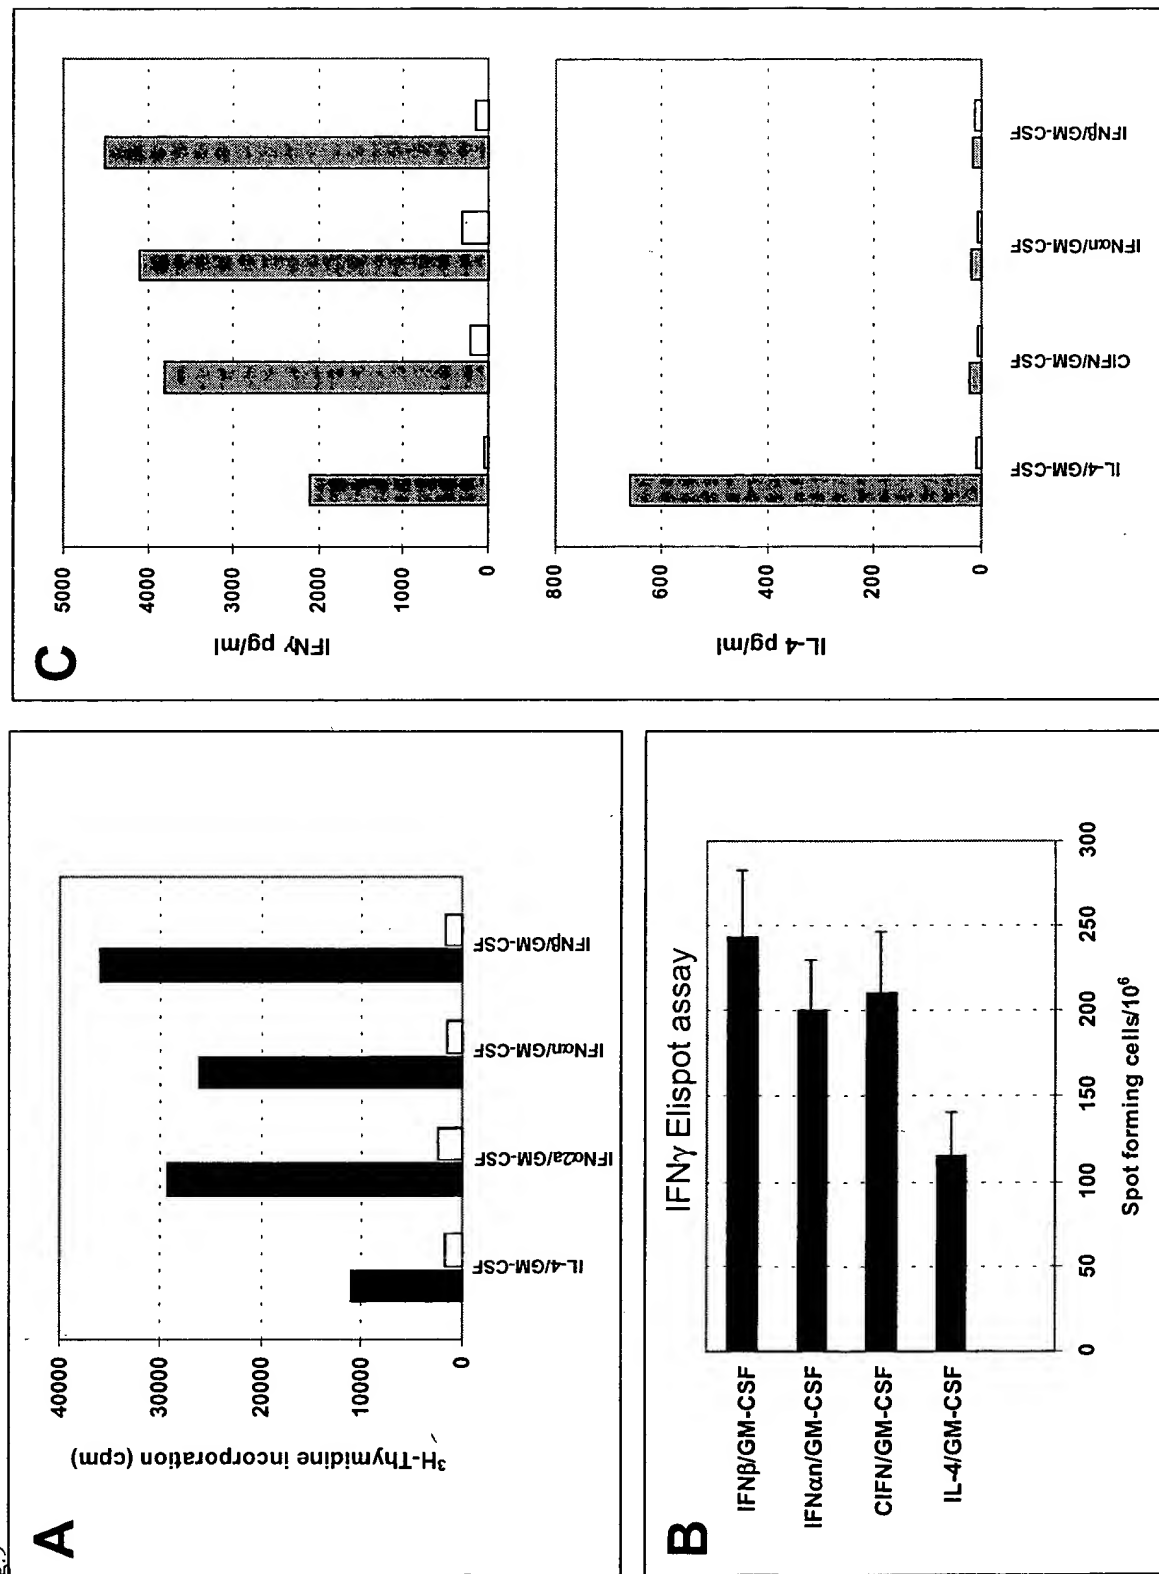 A
³H-Thymidine incorporation (cpm)
40000
30000
20000
10000
0
IL-4/GM-CSF
IFNα2a/GM-CSF
IFNαn/GM-CSF
IFNβ/GM-CSF
B
IFNγ Elispot assay
IFNβ/GM-CSF
IFNαn/GM-CSF
CIFN/GM-CSF
IL-4/GM-CSF
0 50 100 150 200 250 300
Spot forming cells/10⁶
C
IFNγ pg/ml
5000
4000
3000
2000
1000
0
IL-4 pg/ml
800
600
400
200
0
IL-4/GM-CSF
CIFN/GM-CSF
IFNαn/GM-CSF
IFNβ/GM-CSF